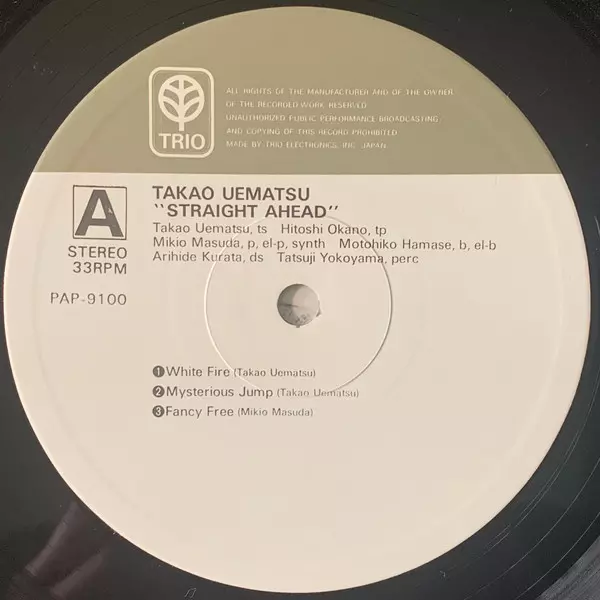 TRIO
ALL RIGHTS OF THE MANUFACTURER AND OF THE OWNER
OF THE RECORDED WORK RESERVED
UNAUTHORIZED PUBLIC PERFORMANCE BROADCASTING
AND COPYING OF THIS RECORD PROHIBITED
MADE BY TRIO ELECTRONICS, INC. JAPAN.
A
STEREO
33RPM
PAP-9100
TAKAO UEMATSU
"STRAIGHT AHEAD"
Takao Uematsu, ts Hitoshi Okano, tp
Mikio Masuda, p, el-p, synth Motohiko Hamase, b, el-b
Arihide Kurata, ds Tatsuji Yokoyama, perc
❶White Fire (Takao Uematsu)
❷Mysterious Jump (Takao Uematsu)
❸Fancy Free (Mikio Masuda)